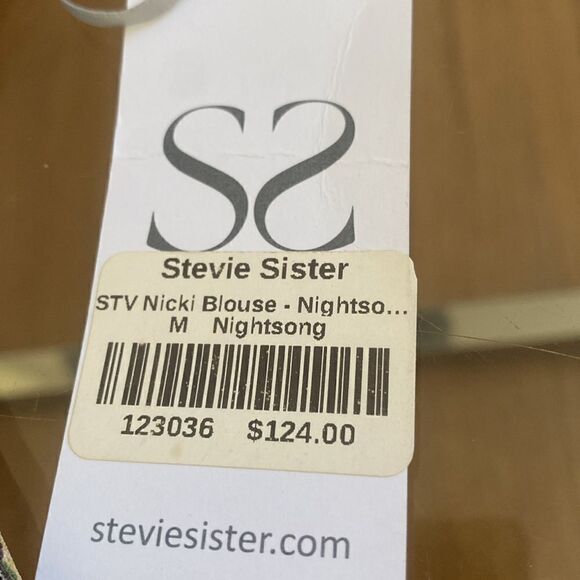 SS
Stevie Sister
STV Nicki Blouse - Nightso...
M Nightsong
123036 $124.00
steviesister.com